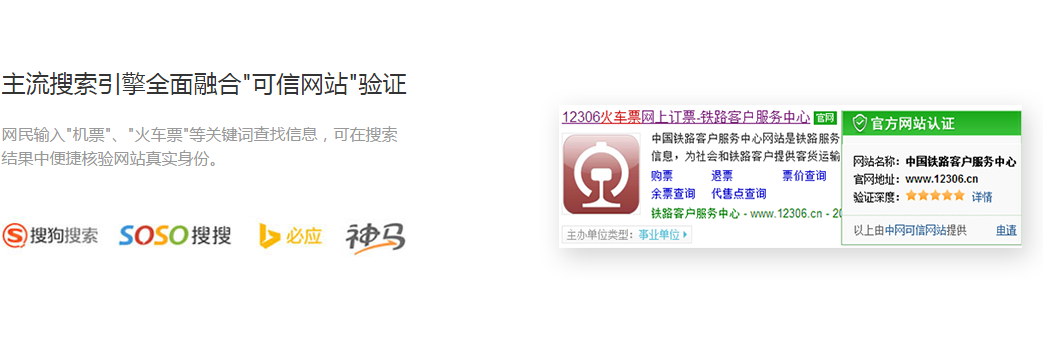 主流搜索引擎全面融合"可信网站"验证
网民输入"机票"、"火车票"等关键词查找信息，可在搜索
结果中便捷核验网站真实身份。
搜狗搜索
SOSO 搜搜
必应
神马
12306火车票网上订票-铁路客户服务中心 官网
中国铁路客户服务中心网站是铁路服务
信息，为社会和铁路客户提供客货运输
购票 退票 票价查询
余票查询 代售点查询
铁路客户服务中心 - www.12306.cn - 20
主办单位类型：事业单位
官方网站认证
网站名称：中国铁路客户服务中心
官网地址：www.12306.cn
验证深度： 详情
以上由中网可信网站提供 申请